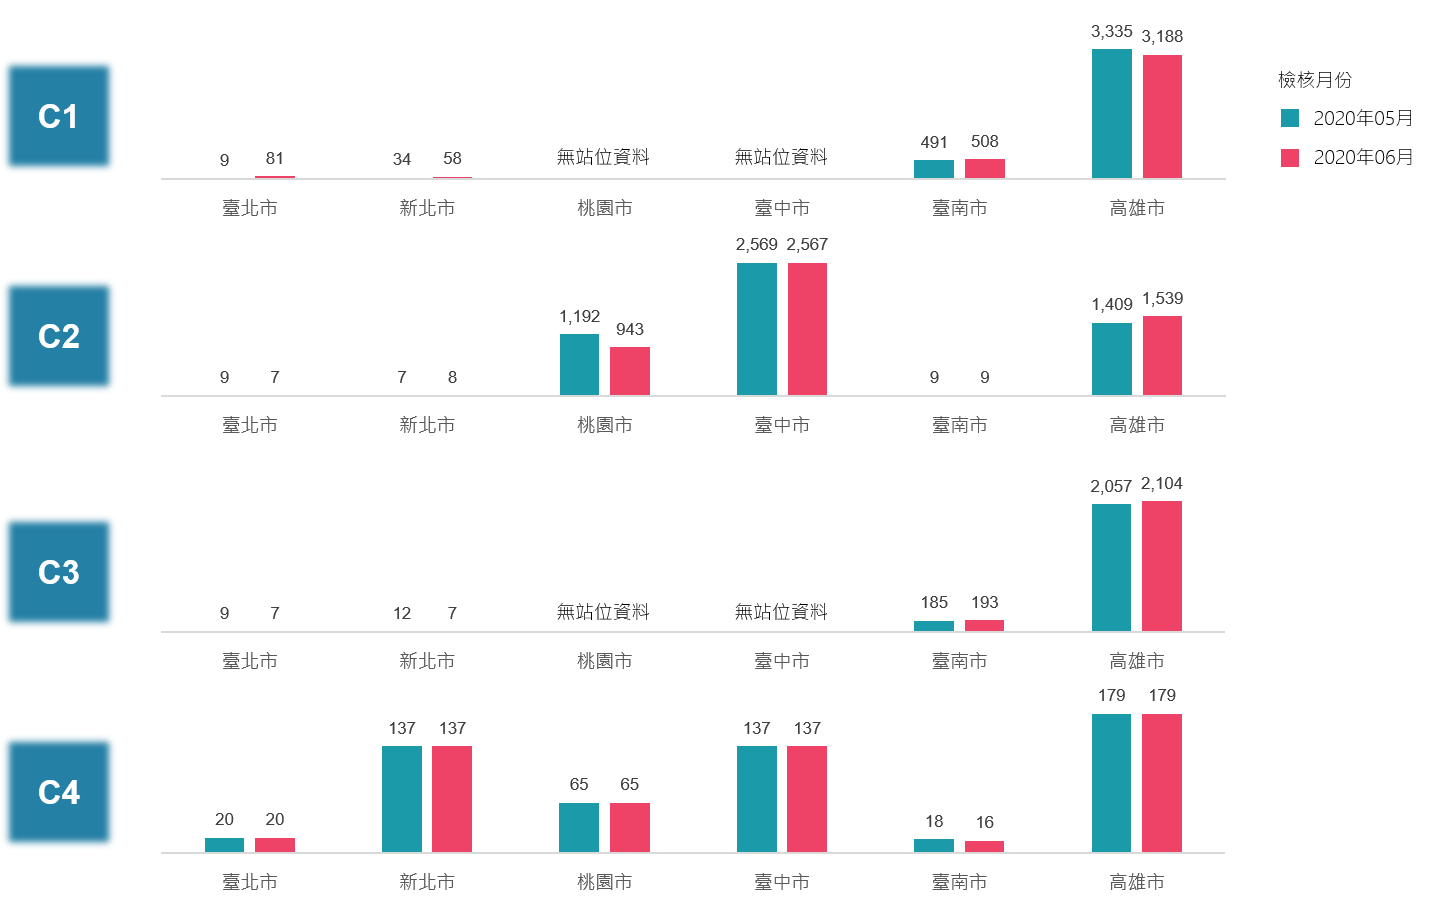 檢核月份
2020年05月
2020年06月
C1
9 81 34 58 無站位資料 無站位資料 491 508 3,335 3,188
臺北市 新北市 桃園市 臺中市 臺南市 高雄市
C2
9 7 7 8 1,192 943 2,569 2,567 9 9 1,409 1,539
臺北市 新北市 桃園市 臺中市 臺南市 高雄市
C3
9 7 12 7 無站位資料 無站位資料 185 193 2,057 2,104
臺北市 新北市 桃園市 臺中市 臺南市 高雄市
C4
20 20 137 137 65 65 137 137 18 16 179 179
臺北市 新北市 桃園市 臺中市 臺南市 高雄市